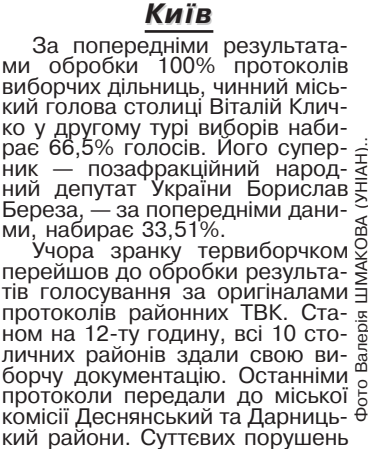 Київ
За попередніми результата-
ми обробки 100% протоколів
виборчих дільниць, чинний місь-
кий голова столиці Віталій Клич-
ко у другому турі виборів наби-
рає 66,5% голосів. Його супер-
ник — позафракційний народ-
ний депутат України Борислав
Береза, — за попередніми дани-
ми, набирає 33,51%.
Учора зранку тервиборчком
перейшов до обробки результа-
тів голосування за оригіналами
протоколів районних ТВК. Ста-
ном на 12-ту годину, всі 10 сто-
личних районів здали свою ви-
борчу документацію. Останніми
протоколи передали до міської
комісії Деснянський та Дарниць-
кий райони. Суттєвих порушень
Фото Валерія ШМАКОВА (УНІАН)..